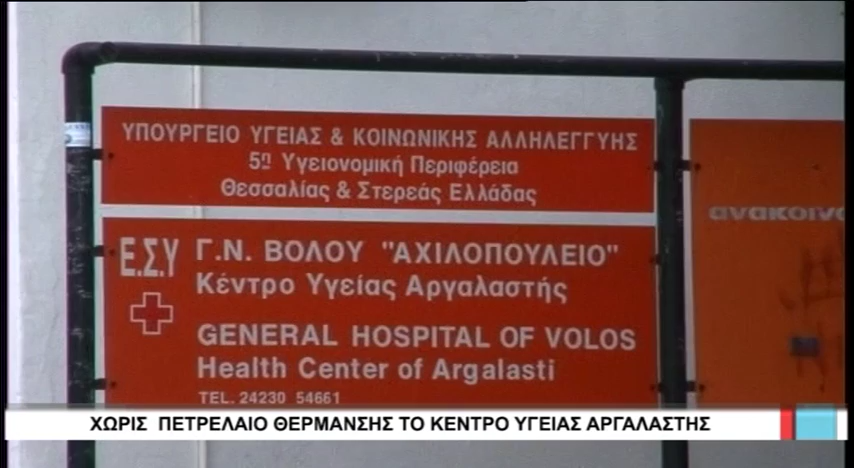 ΥΠΟΥΡΓΕΙΟ ΥΓΕΙΑΣ & ΚΟΙΝΩΝΙΚΗΣ ΑΛΛΗΛΕΓΓΥΗΣ
5η Υγειονομική Περιφέρεια
Θεσσαλίας & Στερεάς Ελλάδας
Ε.Σ.Υ Γ.Ν. ΒΟΛΟΥ "ΑΧΙΛΟΠΟΥΛΕΙΟ"
Κέντρο Υγείας Αργαλαστής
GENERAL HOSPITAL OF VOLOS
Health Center of Argalasti
TEL. 24230 54661
ανακοινο
ΧΩΡΙΣ ΠΕΤΡΕΛΑΙΟ ΘΕΡΜΑΝΣΗΣ ΤΟ ΚΕΝΤΡΟ ΥΓΕΙΑΣ ΑΡΓΑΛΑΣΤΗΣ